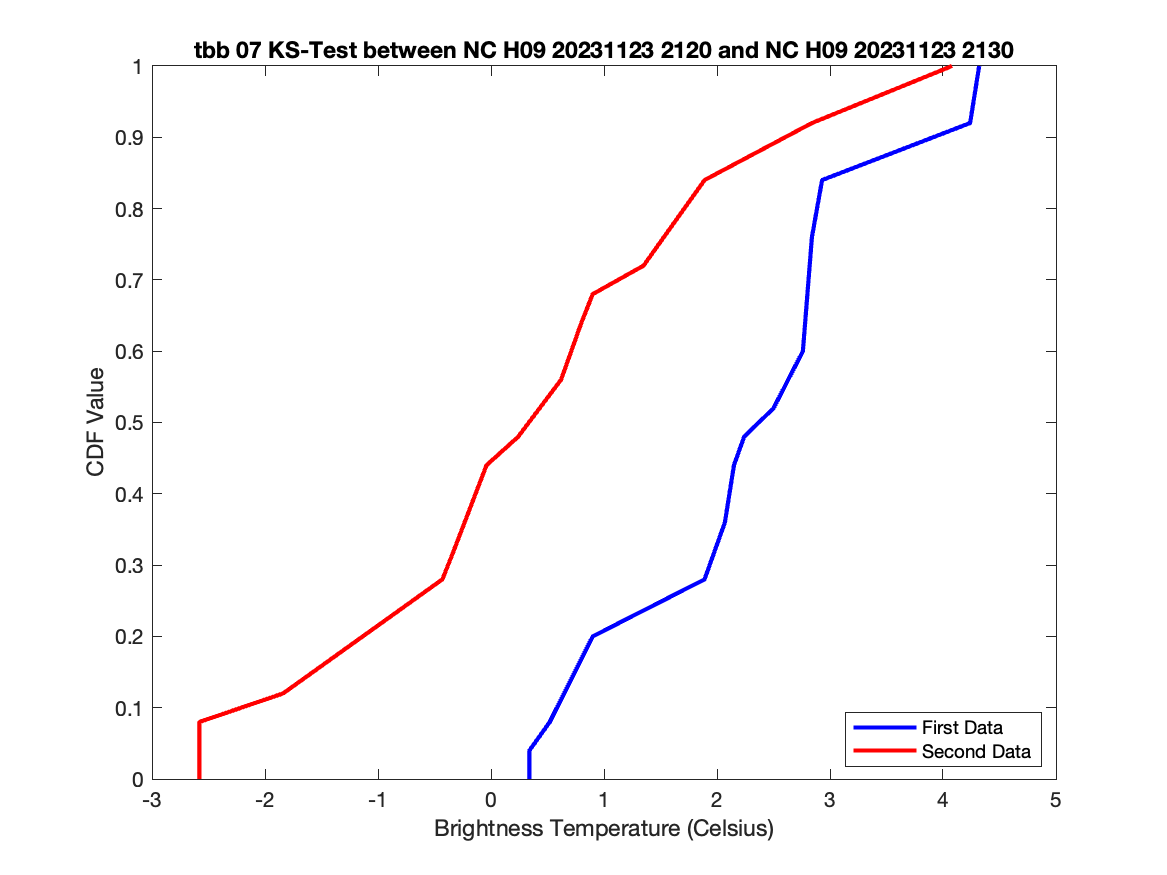 tbb 07 KS-Test between NC H09 20231123 2120 and NC H09 20231123 2130
1
0.9
0.8
0.7
0.6
0.5
0.4
0.3
0.2
0.1
0
CDF Value
First Data
Second Data
-3 -2 -1 0 1 2 3 4 5
Brightness Temperature (Celsius)